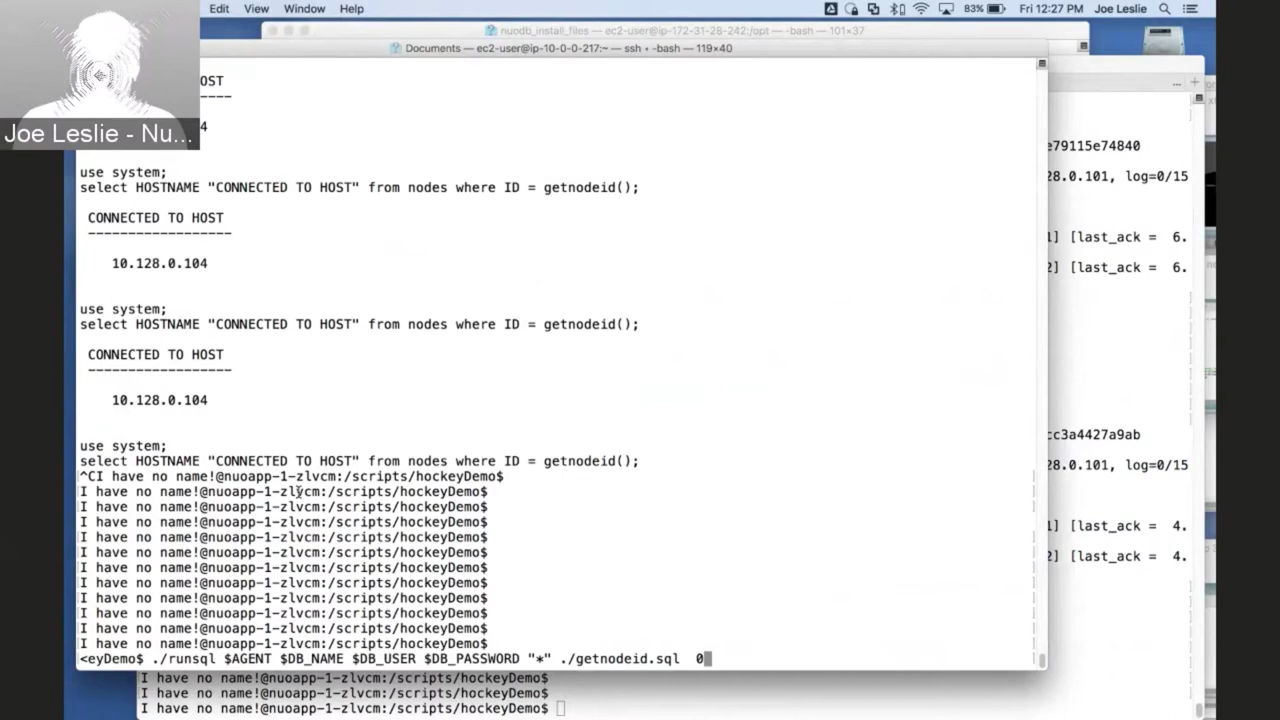 Edit View Window Help 83% Fri 12:27 PM Joe Leslie
nuodb_install_files — ec2-user@ip-172-31-28-242:/opt — -bash — 101×37
Documents — ec2-user@ip-10-0-0-217:~ — ssh ‹ -bash — 119×40
Joe Leslie - Nu...
OST
4
use system;
select HOSTNAME "CONNECTED TO HOST" from nodes where ID = getnodeid();
CONNECTED TO HOST
------------------
10.128.0.104
use system;
select HOSTNAME "CONNECTED TO HOST" from nodes where ID = getnodeid();
CONNECTED TO HOST
------------------
10.128.0.104
use system;
select HOSTNAME "CONNECTED TO HOST" from nodes where ID = getnodeid();
^CI have no name!@nuoapp-1-zlvcm:/scripts/hockeyDemo$
I have no name!@nuoapp-1-zlvcm:/scripts/hockeyDemo$
I have no name!@nuoapp-1-zlvcm:/scripts/hockeyDemo$
I have no name!@nuoapp-1-zlvcm:/scripts/hockeyDemo$
I have no name!@nuoapp-1-zlvcm:/scripts/hockeyDemo$
I have no name!@nuoapp-1-zlvcm:/scripts/hockeyDemo$
I have no name!@nuoapp-1-zlvcm:/scripts/hockeyDemo$
I have no name!@nuoapp-1-zlvcm:/scripts/hockeyDemo$
I have no name!@nuoapp-1-zlvcm:/scripts/hockeyDemo$
I have no name!@nuoapp-1-zlvcm:/scripts/hockeyDemo$
I have no name!@nuoapp-1-zlvcm:/scripts/hockeyDemo$
I have no name!@nuoapp-1-zlvcm:/scripts/hockeyDemo$
<eyDemo$ ./runsql $AGENT $DB_NAME $DB_USER $DB_PASSWORD "*" ./getnodeid.sql 0
I have no name!@nuoapp-1-zlvcm:/scripts/hockeyDemo$
I have no name!@nuoapp-1-zlvcm:/scripts/hockeyDemo$
I have no name!@nuoapp-1-zlvcm:/scripts/hockeyDemo$
e79115e74840
28.0.101, log=0/15
1] [last_ack = 6.
2] [last_ack = 6.
cc3a4427a9ab
28.0.101, log=0/15
1] [last_ack = 4.
2] [last_ack = 4.